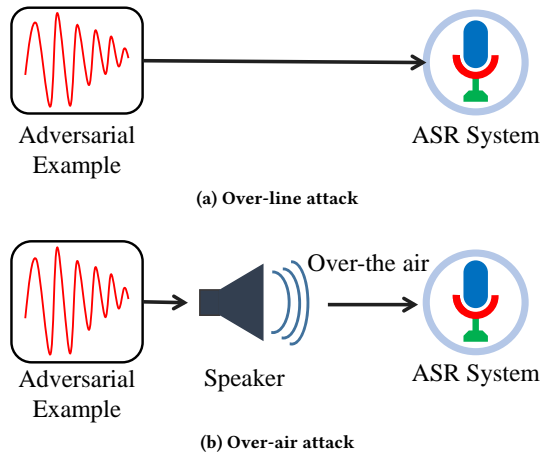 Adversarial
Example
ASR System
(a) Over-line attack
Over-the air
Adversarial
Example
Speaker
ASR System
(b) Over-air attack